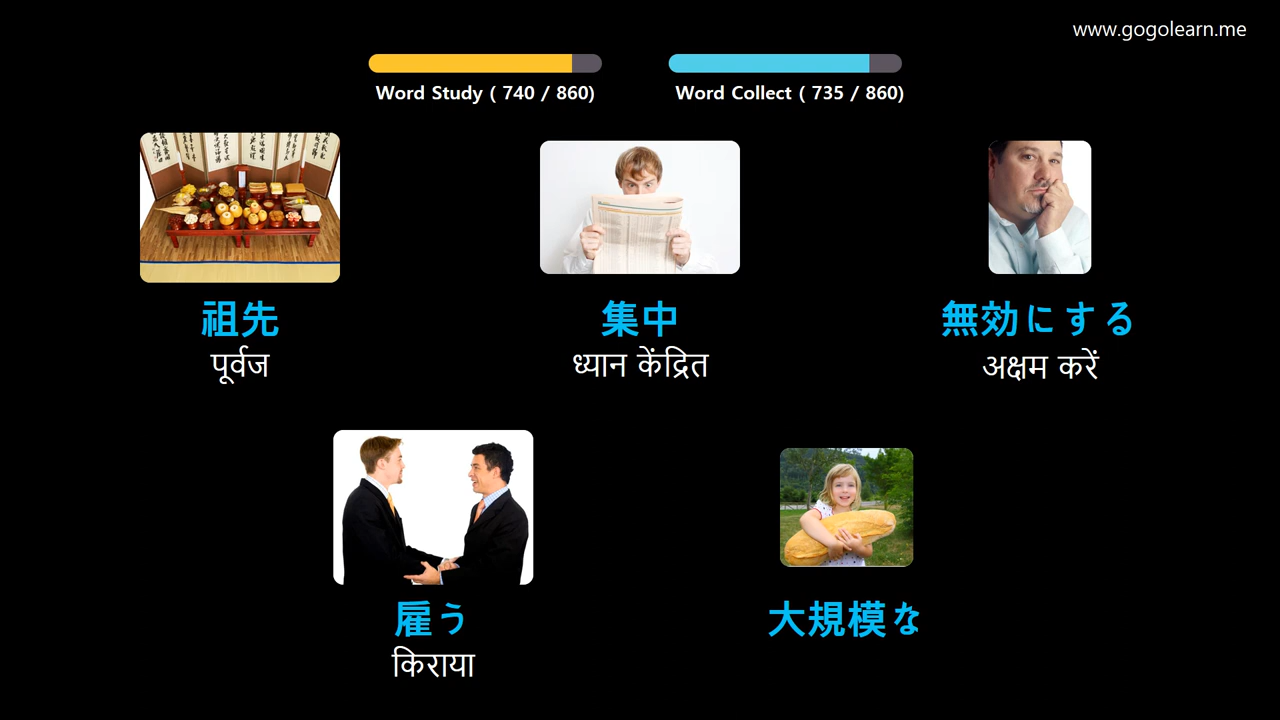 www.gogolearn.me
Word Study ( 740 / 860)
Word Collect ( 735 / 860)
祖先
पूर्वज
集中
ध्यान केंद्रित
無効にする
अक्षम करें
雇う
किराया
大規模な